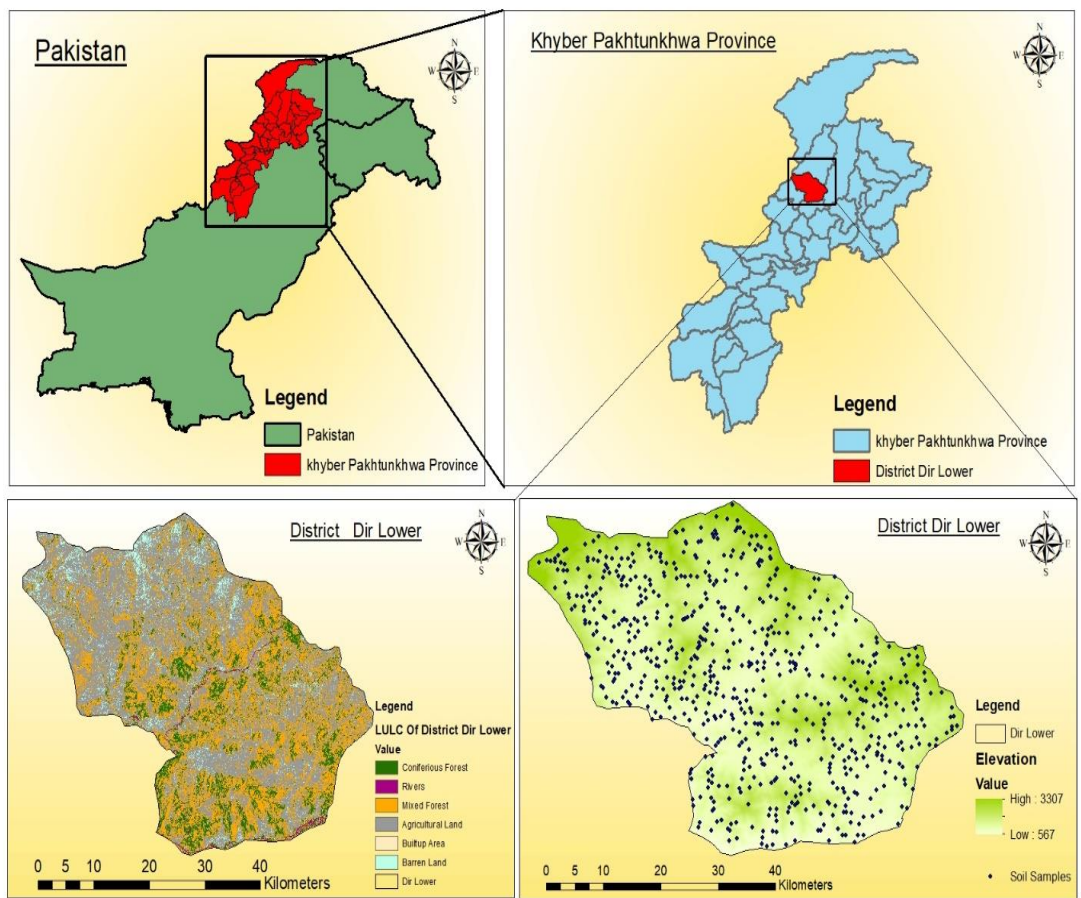 Pakistan
N
W E
S
Legend
Pakistan
khyber Pakhtunkhwa Province
Khyber Pakhtunkhwa Province
N
W E
S
Legend
khyber Pakhtunkhwa Province
District Dir Lower
District Dir Lower
N
W E
S
Legend
LULC Of District Dir Lower
Value
Coniferious Forest
Rivers
Mixed Forest
Agricultural Land
Builtup Area
Barren Land
Dir Lower
0 5 10 20 30 40
Kilometers
District Dir Lower
N
W E
S
Legend
Dir Lower
Elevation
Value
High : 3307
Low : 567
Soil Samples
0 5 10 20 30 40
Kilometers